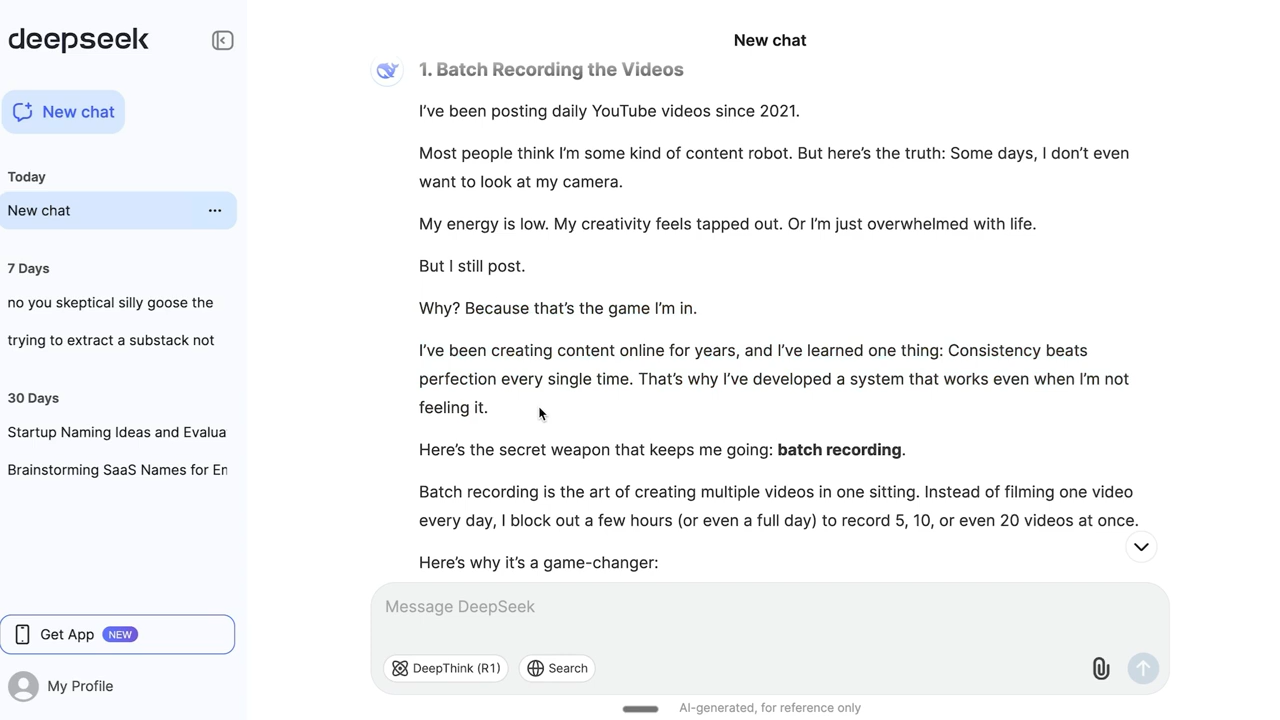 deepseek
New chat
Today
New chat
7 Days
no you skeptical silly goose the
trying to extract a substack not
30 Days
Startup Naming Ideas and Evalua
Brainstorming SaaS Names for En
Get App NEW
My Profile
New chat
1. Batch Recording the Videos
I’ve been posting daily YouTube videos since 2021.
Most people think I’m some kind of content robot. But here’s the truth: Some days, I don’t even
want to look at my camera.
My energy is low. My creativity feels tapped out. Or I’m just overwhelmed with life.
But I still post.
Why? Because that’s the game I’m in.
I’ve been creating content online for years, and I’ve learned one thing: Consistency beats
perfection every single time. That’s why I’ve developed a system that works even when I’m not
feeling it.
Here’s the secret weapon that keeps me going: batch recording.
Batch recording is the art of creating multiple videos in one sitting. Instead of filming one video
every day, I block out a few hours (or even a full day) to record 5, 10, or even 20 videos at once.
Here’s why it’s a game-changer:
Message DeepSeek
DeepThink (R1)
Search
AI-generated, for reference only